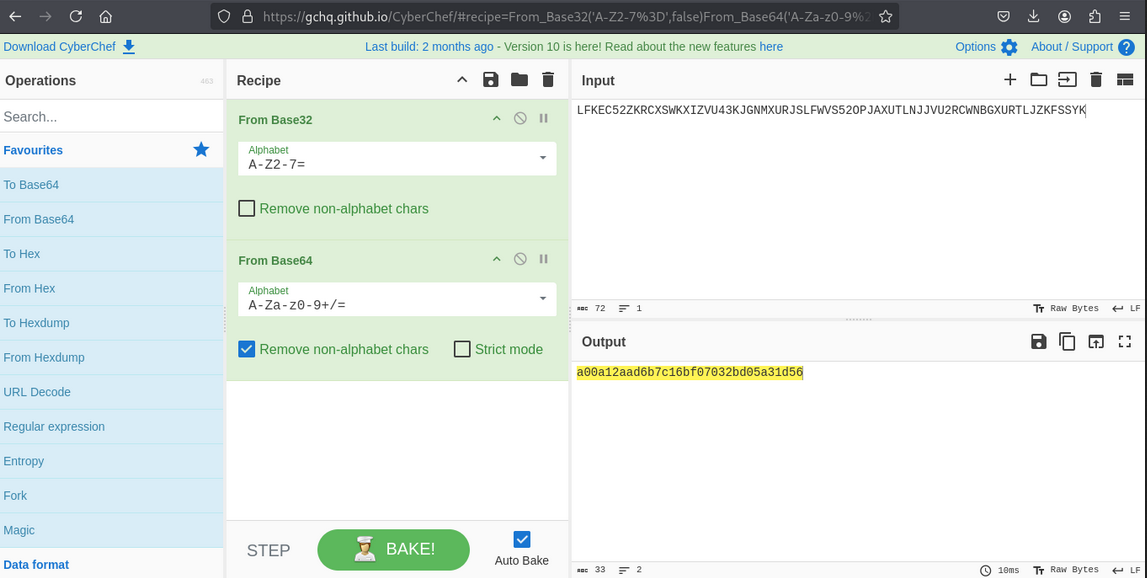 https://gchq.github.io/CyberChef/#recipe=From_Base32('A-Z2-7%3D',false)From_Base64('A-Za-z0-9%2
Download CyberChef
Last build: 2 months ago - Version 10 is here! Read about the new features here
Options
About / Support
Operations
463
Search...
Favourites
To Base64
From Base64
To Hex
From Hex
To Hexdump
From Hexdump
URL Decode
Regular expression
Entropy
Fork
Magic
Data format
Recipe
From Base32
Alphabet
A-Z2-7=
Remove non-alphabet chars
From Base64
Alphabet
A-Za-z0-9+/=
Remove non-alphabet chars
Strict mode
STEP
BAKE!
Auto Bake
Input
LFKEC52ZKRCXSWKXIZVU43KJGNMXURJSLFWVS52OPJAXUTLNJJVU2RCWNBGXURTLJZKFSSYK
ABC 72 1
Raw Bytes LF
Output
a00a12aad6b7c16bf07032bd05a31d56
ABC 33 2
10ms Raw Bytes LF